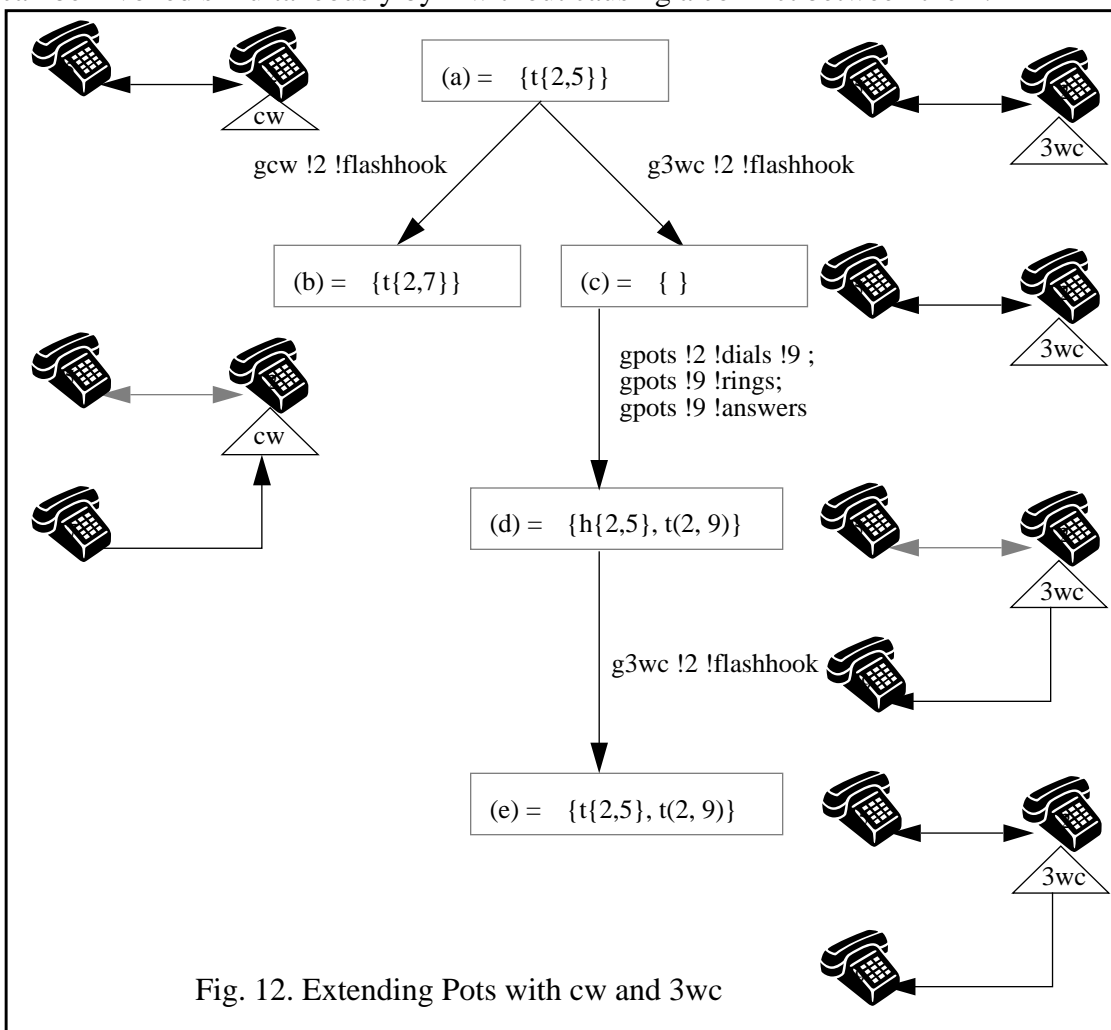 (a) = {t{2,5}}
cw
3wc
gcw !2 !flashhook
g3wc !2 !flashhook
(b) = {t{2,7}}
(c) = { }
3wc
gpots !2 !dials !9 ;
gpots !9 !rings;
gpots !9 !answers
cw
(d) = {h{2,5}, t(2, 9)}
3wc
g3wc !2 !flashhook
(e) = {t{2,5}, t(2, 9)}
3wc
Fig. 12. Extending Pots with cw and 3wc